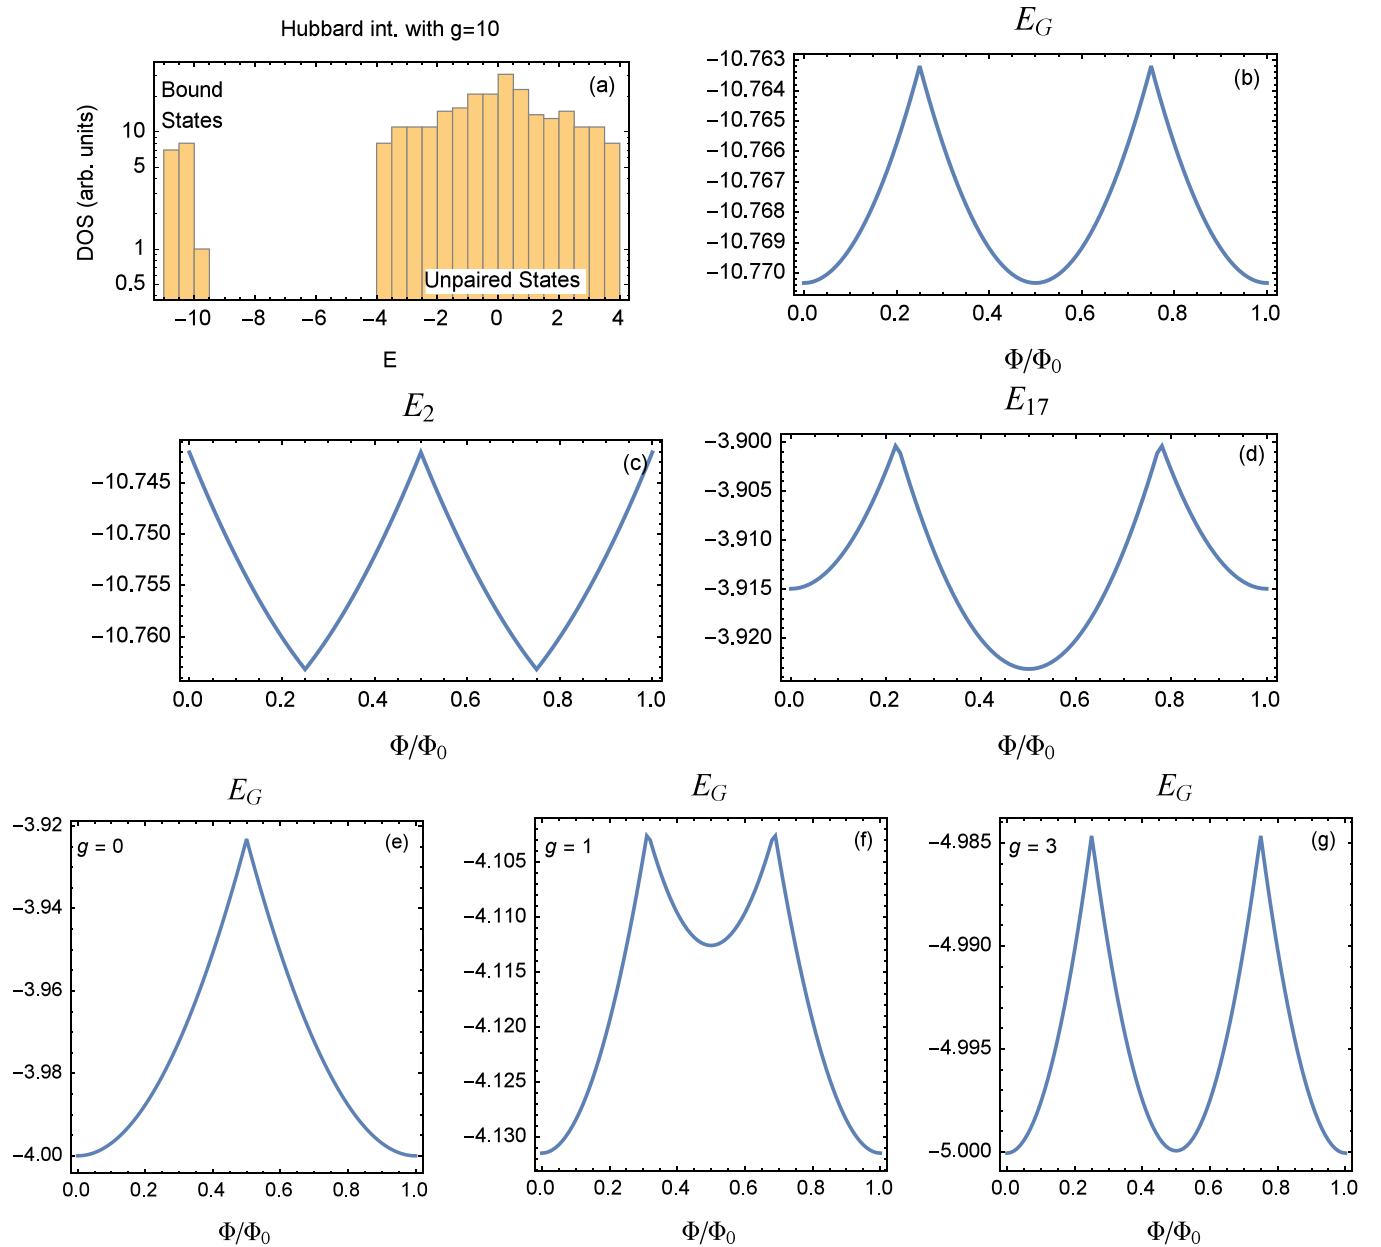 Hubbard int. with g=10
Bound
States
(a)
DOS (arb. units)
10
5
1
0.5
Unpaired States
−10 −8 −6 −4 −2 0 2 4
E
E_G
(b)
−10.763
−10.764
−10.765
−10.766
−10.767
−10.768
−10.769
−10.770
0.0 0.2 0.4 0.6 0.8 1.0
Φ/Φ₀
E₂
(c)
−10.745
−10.750
−10.755
−10.760
0.0 0.2 0.4 0.6 0.8 1.0
Φ/Φ₀
E₁₇
(d)
−3.900
−3.905
−3.910
−3.915
−3.920
0.0 0.2 0.4 0.6 0.8 1.0
Φ/Φ₀
E_G
g = 0
(e)
−3.92
−3.94
−3.96
−3.98
−4.00
0.0 0.2 0.4 0.6 0.8 1.0
Φ/Φ₀
E_G
g = 1
(f)
−4.105
−4.110
−4.115
−4.120
−4.125
−4.130
0.0 0.2 0.4 0.6 0.8 1.0
Φ/Φ₀
E_G
g = 3
(g)
−4.985
−4.990
−4.995
−5.000
0.0 0.2 0.4 0.6 0.8 1.0
Φ/Φ₀